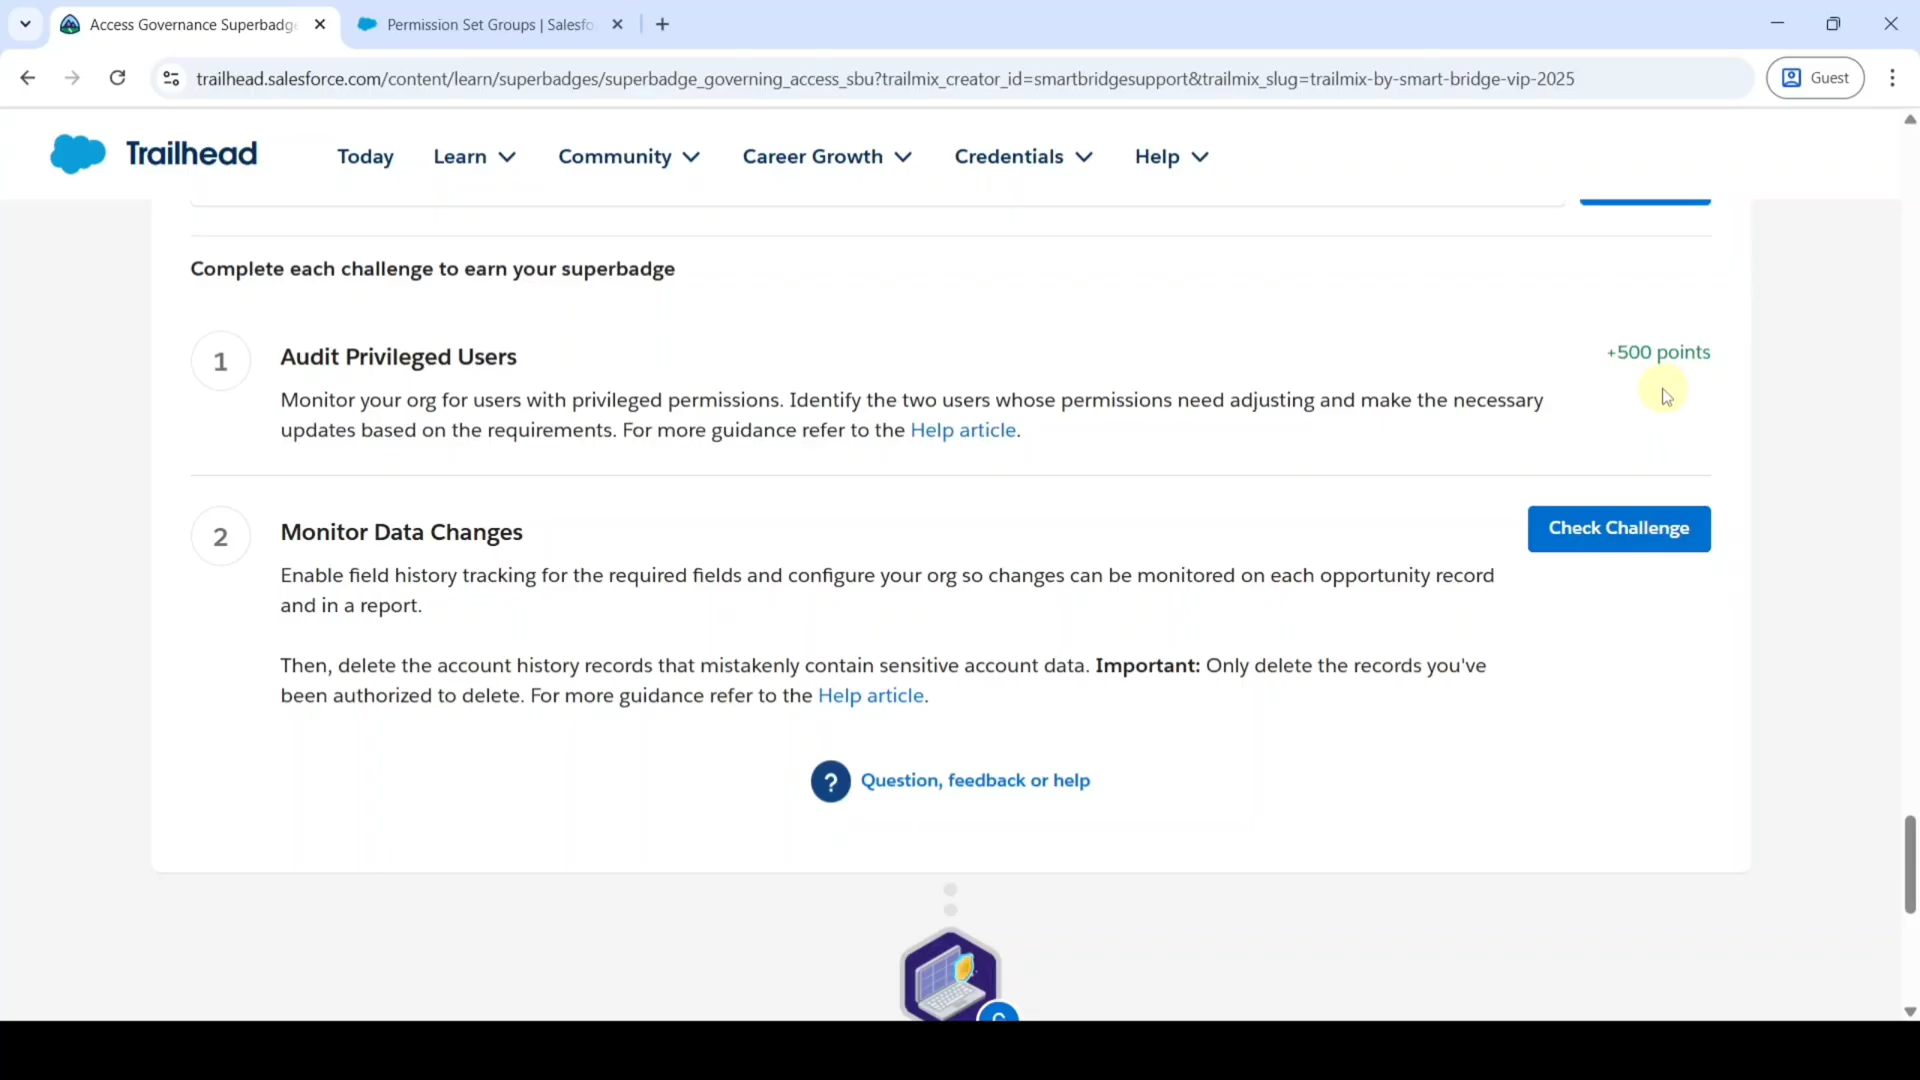 Access Governance Superbadg
Permission Set Groups | Salesfo
trailhead.salesforce.com/content/learn/superbadges/superbadge_governing_access_sbu?trailmix_creator_id=smartbridgesupport&trailmix_slug=trailmix-by-smart-bridge-vip-2025
Guest
Trailhead
Today
Learn
Community
Career Growth
Credentials
Help
Complete each challenge to earn your superbadge
1
Audit Privileged Users
+500 points
Monitor your org for users with privileged permissions. Identify the two users whose permissions need adjusting and make the necessary
updates based on the requirements. For more guidance refer to the Help article.
2
Monitor Data Changes
Check Challenge
Enable field history tracking for the required fields and configure your org so changes can be monitored on each opportunity record
and in a report.
Then, delete the account history records that mistakenly contain sensitive account data. Important: Only delete the records you've
been authorized to delete. For more guidance refer to the Help article.
? Question, feedback or help